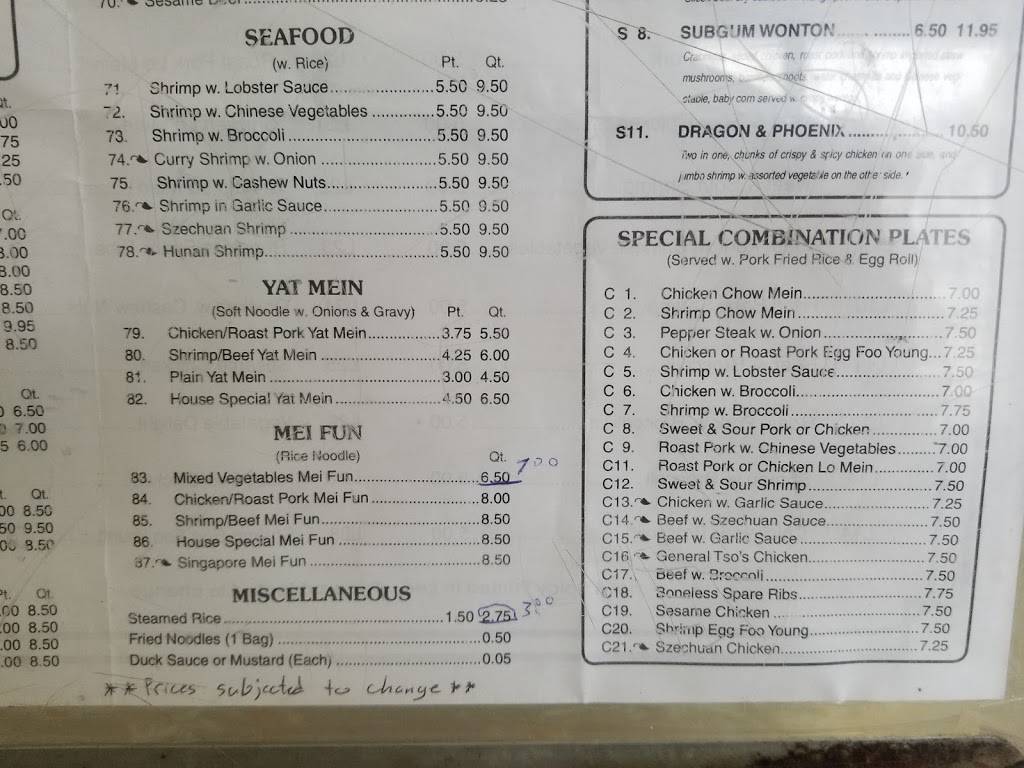 70. Sesame
SEAFOOD
(w. Rice)
Pt. Qt.
71 Shrimp w. Lobster Sauce 5.50 9.50
72. Shrimp w. Chinese Vegetables 5.50 9.50
73. Shrimp w. Broccoli 5.50 9.50
74. Curry Shrimp w. Onion 5.50 9.50
75. Shrimp w. Cashew Nuts 5.50 9.50
76. Shrimp in Garlic Sauce 5.50 9.50
77. Szechuan Shrimp 5.50 9.50
78. Hunan Shrimp 5.50 9.50
YAT MEIN
(Soft Noodle w. Onions & Gravy) Pt. Qt.
79. Chicken/Roast Pork Yat Mein 3.75 5.50
80. Shrimp/Beef Yat Mein 4.25 6.00
81. Plain Yat Mein 3.00 4.50
82. House Special Yat Mein 4.50 6.50
MEI FUN
(Rice Noodle) Qt.
83. Mixed Vegetables Mei Fun 6.50 7.00
84. Chicken/Roast Pork Mei Fun 8.00
85. Shrimp/Beef Mei Fun 8.50
86. House Special Mei Fun 8.50
87. Singapore Mei Fun 8.50
MISCELLANEOUS
Steamed Rice 1.50 2.75 3.00
Fried Noodles (1 Bag) 0.50
Duck Sauce or Mustard (Each) 0.05
**Prices subjected to change**
S 8. SUBGUM WONTON 6.50 11.95
mushrooms,
baby corn served w.
S11. DRAGON & PHOENIX 10.50
Two in one, chunks of crispy & spicy chicken on one side, and
jumbo shrimp w. assorted vegetable on the other side.
SPECIAL COMBINATION PLATES
(Served w. Pork Fried Rice & Egg Roll)
C 1. Chicken Chow Mein 7.00
C 2. Shrimp Chow Mein 7.25
C 3. Pepper Steak w. Onion 7.50
C 4. Chicken or Roast Pork Egg Foo Young 7.25
C 5. Shrimp w. Lobster Sauce 7.50
C 6. Chicken w. Broccoli 7.00
C 7. Shrimp w. Broccoli 7.75
C 8. Sweet & Sour Pork or Chicken 7.00
C 9. Roast Pork w. Chinese Vegetables 7.00
C11. Roast Pork or Chicken Lo Mein 7.00
C12. Sweet & Sour Shrimp 7.50
C13. Chicken w. Garlic Sauce 7.25
C14. Beef w. Szechuan Sauce 7.50
C15. Beef w. Garlic Sauce 7.50
C16 General Tso's Chicken 7.50
C17. Beef w. Broccoli 7.50
C18. Boneless Spare Ribs 7.75
C19. Sesame Chicken 7.50
C20. Shrimp Egg Foo Young 7.50
C21. Szechuan Chicken 7.25